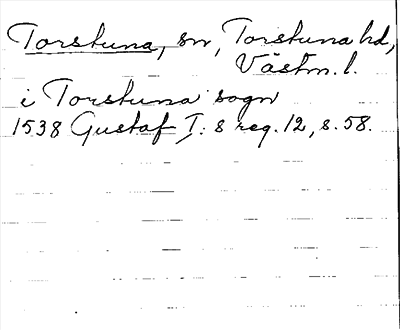 Torstuna, sn, Torstuna hd,
Västm. l.
i Torstuna sogn
1538 Gustaf I: s reg. 12, s. 58.